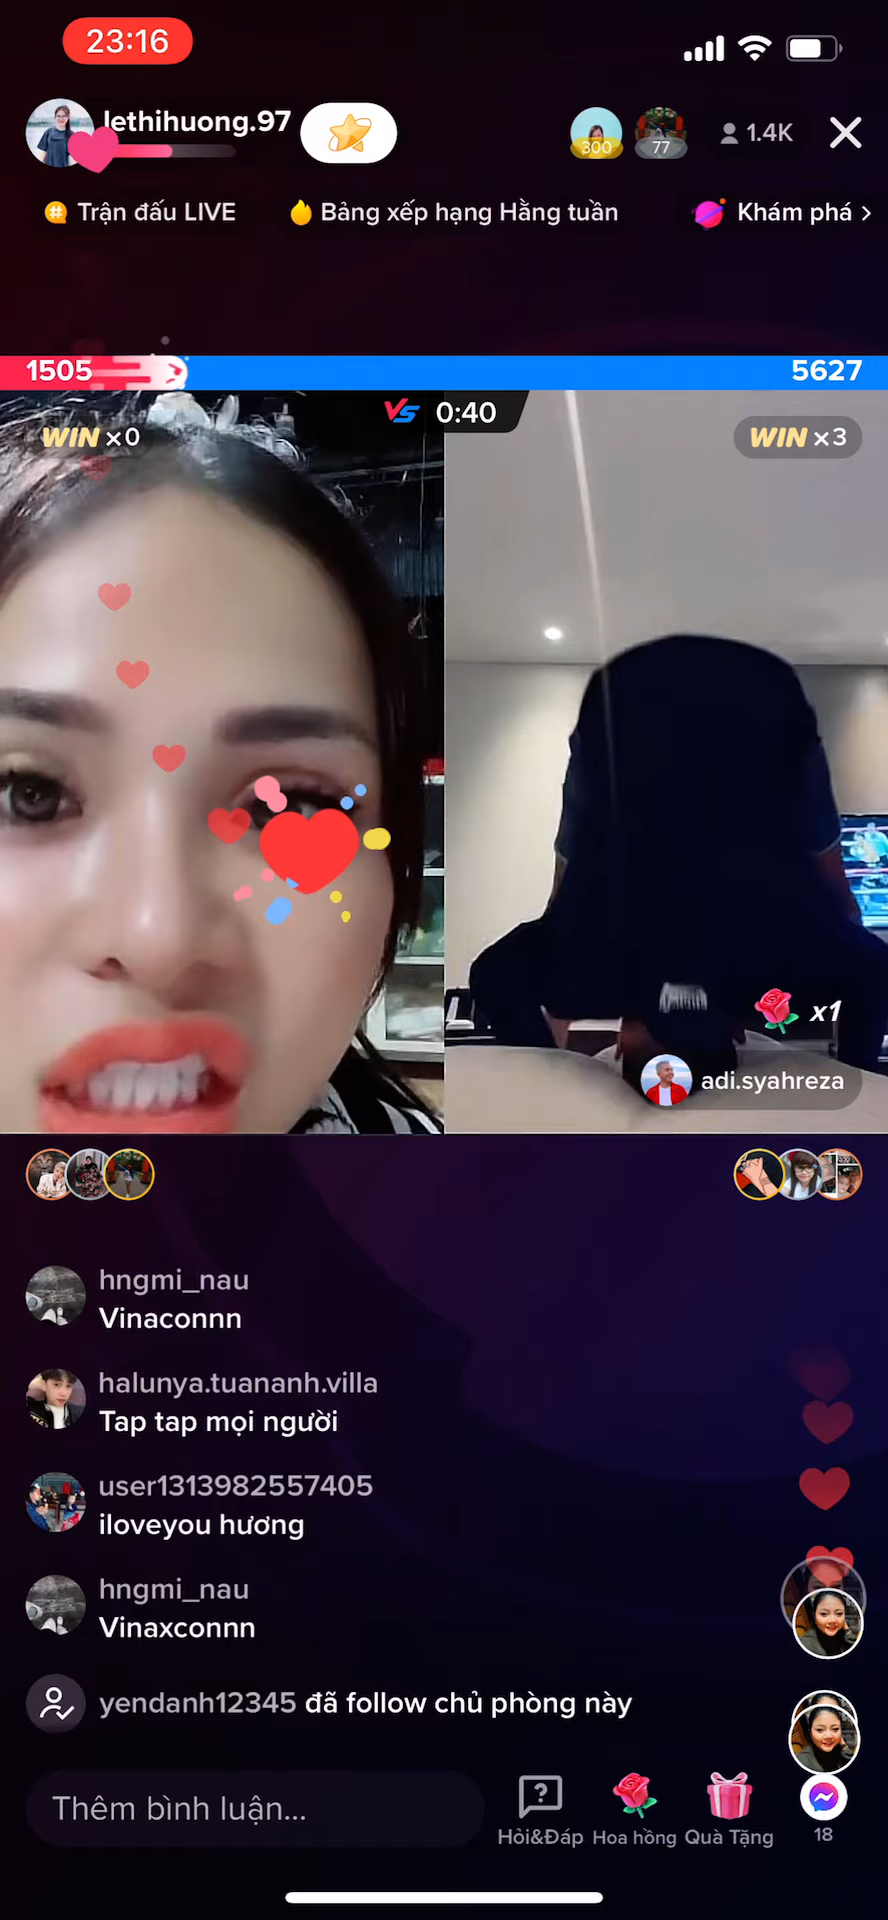 23:16
lethihuong.97
300
77
1.4K
Trận đấu LIVE
Bảng xếp hạng Hằng tuần
Khám phá
1505
5627
VS 0:40
WIN x0
WIN x3
x1
adi.syahreza
hngmi_nau
Vinaconnn
halunya.tuananh.villa
Tap tap mọi người
user1313982557405
iloveyou hương
hngmi_nau
Vinaxconnn
yendanh12345 đã follow chủ phòng này
Thêm bình luận...
Hỏi&Đáp
Hoa hồng
Quà Tặng
18